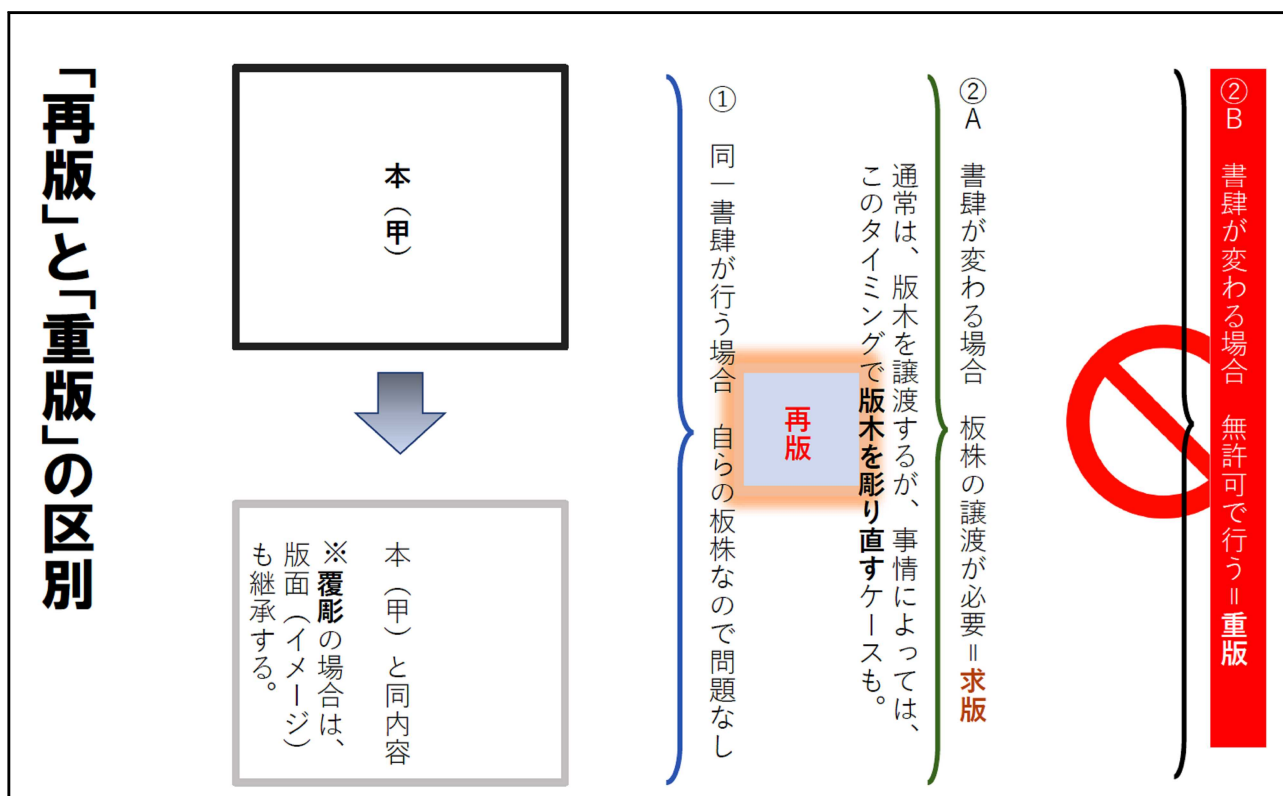 「再版」と「重版」の区別
本（甲）
本（甲）と同内容
※覆彫の場合は、
版面（イメージ）
も継承する。
① 同一書肆が行う場合 自らの板株なので問題なし
再版
②A 書肆が変わる場合 板株の譲渡が必要＝求版
通常は、版木を譲渡するが、事情によっては、
このタイミングで版木を彫り直すケースも。
②B 書肆が変わる場合 無許可で行う＝重版